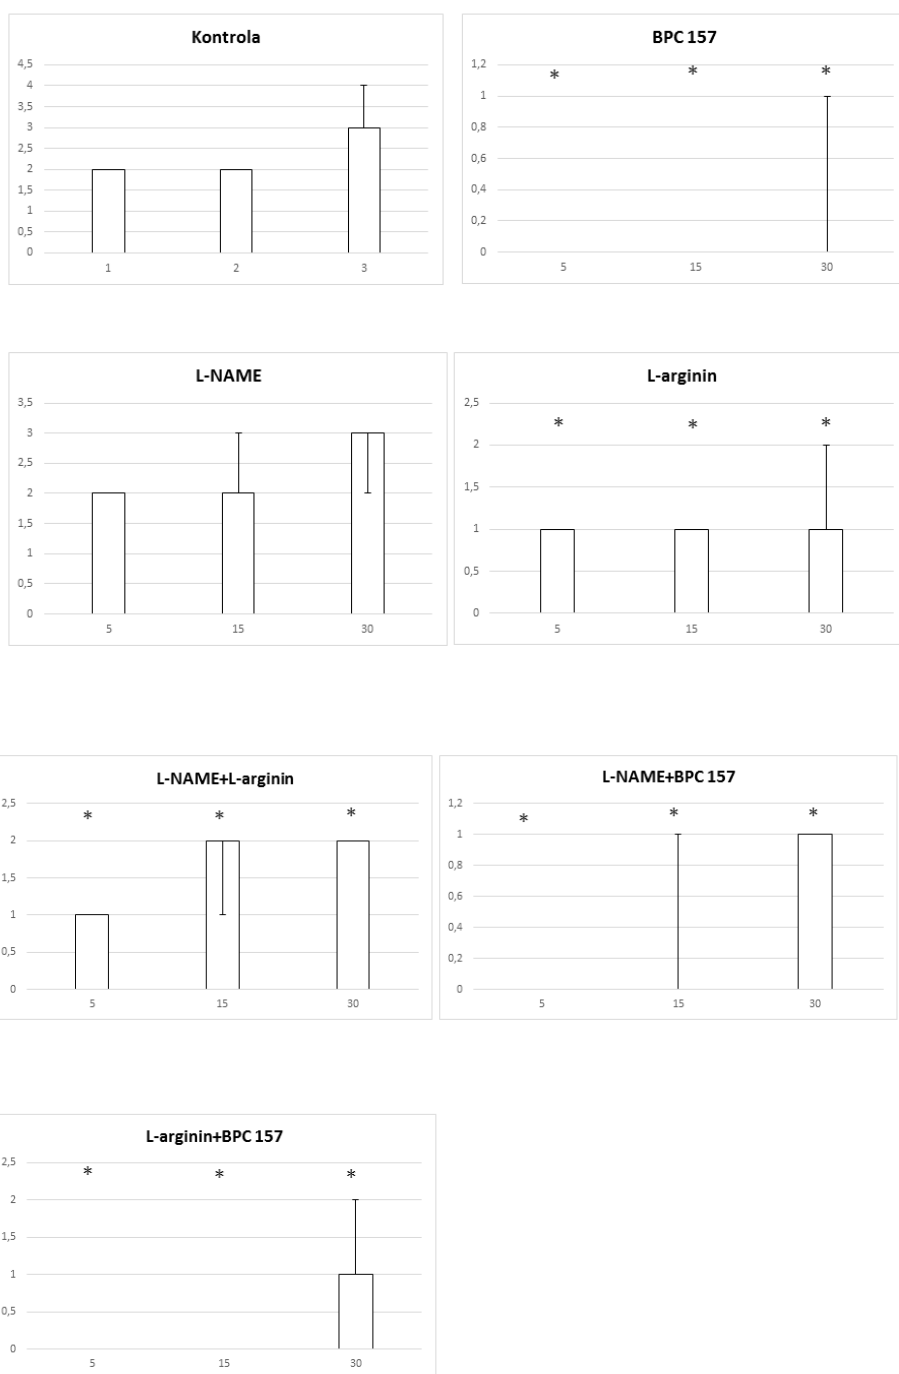 Kontrola
4,5
4
3,5
3
2,5
2
1,5
1
0,5
0
1 2 3
BPC 157
1,2
1
0,8
0,6
0,4
0,2
0
* * *
5 15 30
L-NAME
3,5
3
2,5
2
1,5
1
0,5
0
5 15 30
L-arginin
2,5
2
1,5
1
0,5
0
* * *
5 15 30
L-NAME+L-arginin
2,5
2
1,5
1
0,5
0
* * *
5 15 30
L-NAME+BPC 157
1,2
1
0,8
0,6
0,4
0,2
0
* * *
5 15 30
L-arginin+BPC 157
2,5
2
1,5
1
0,5
0
* * *
5 15 30